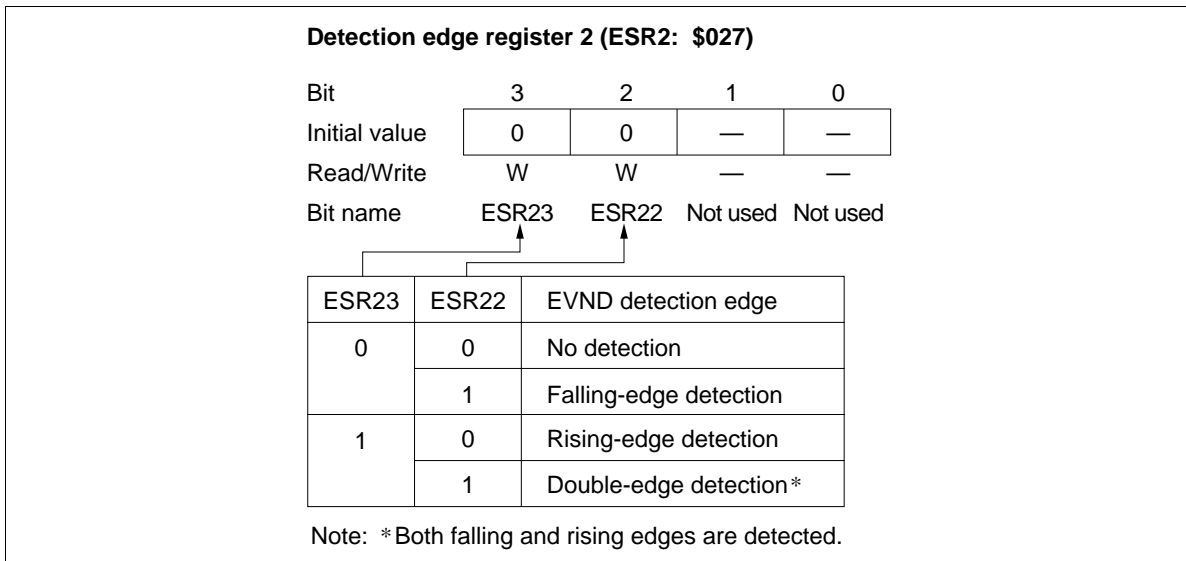 Detection edge register 2 (ESR2: $027)
Bit 3 2 1 0
Initial value 0 0 — —
Read/Write W W — —
Bit name ESR23 ESR22 Not used Not used
ESR23 ESR22 EVND detection edge
0 0 No detection
1 Falling-edge detection
1 0 Rising-edge detection
1 Double-edge detection*
Note: *Both falling and rising edges are detected.